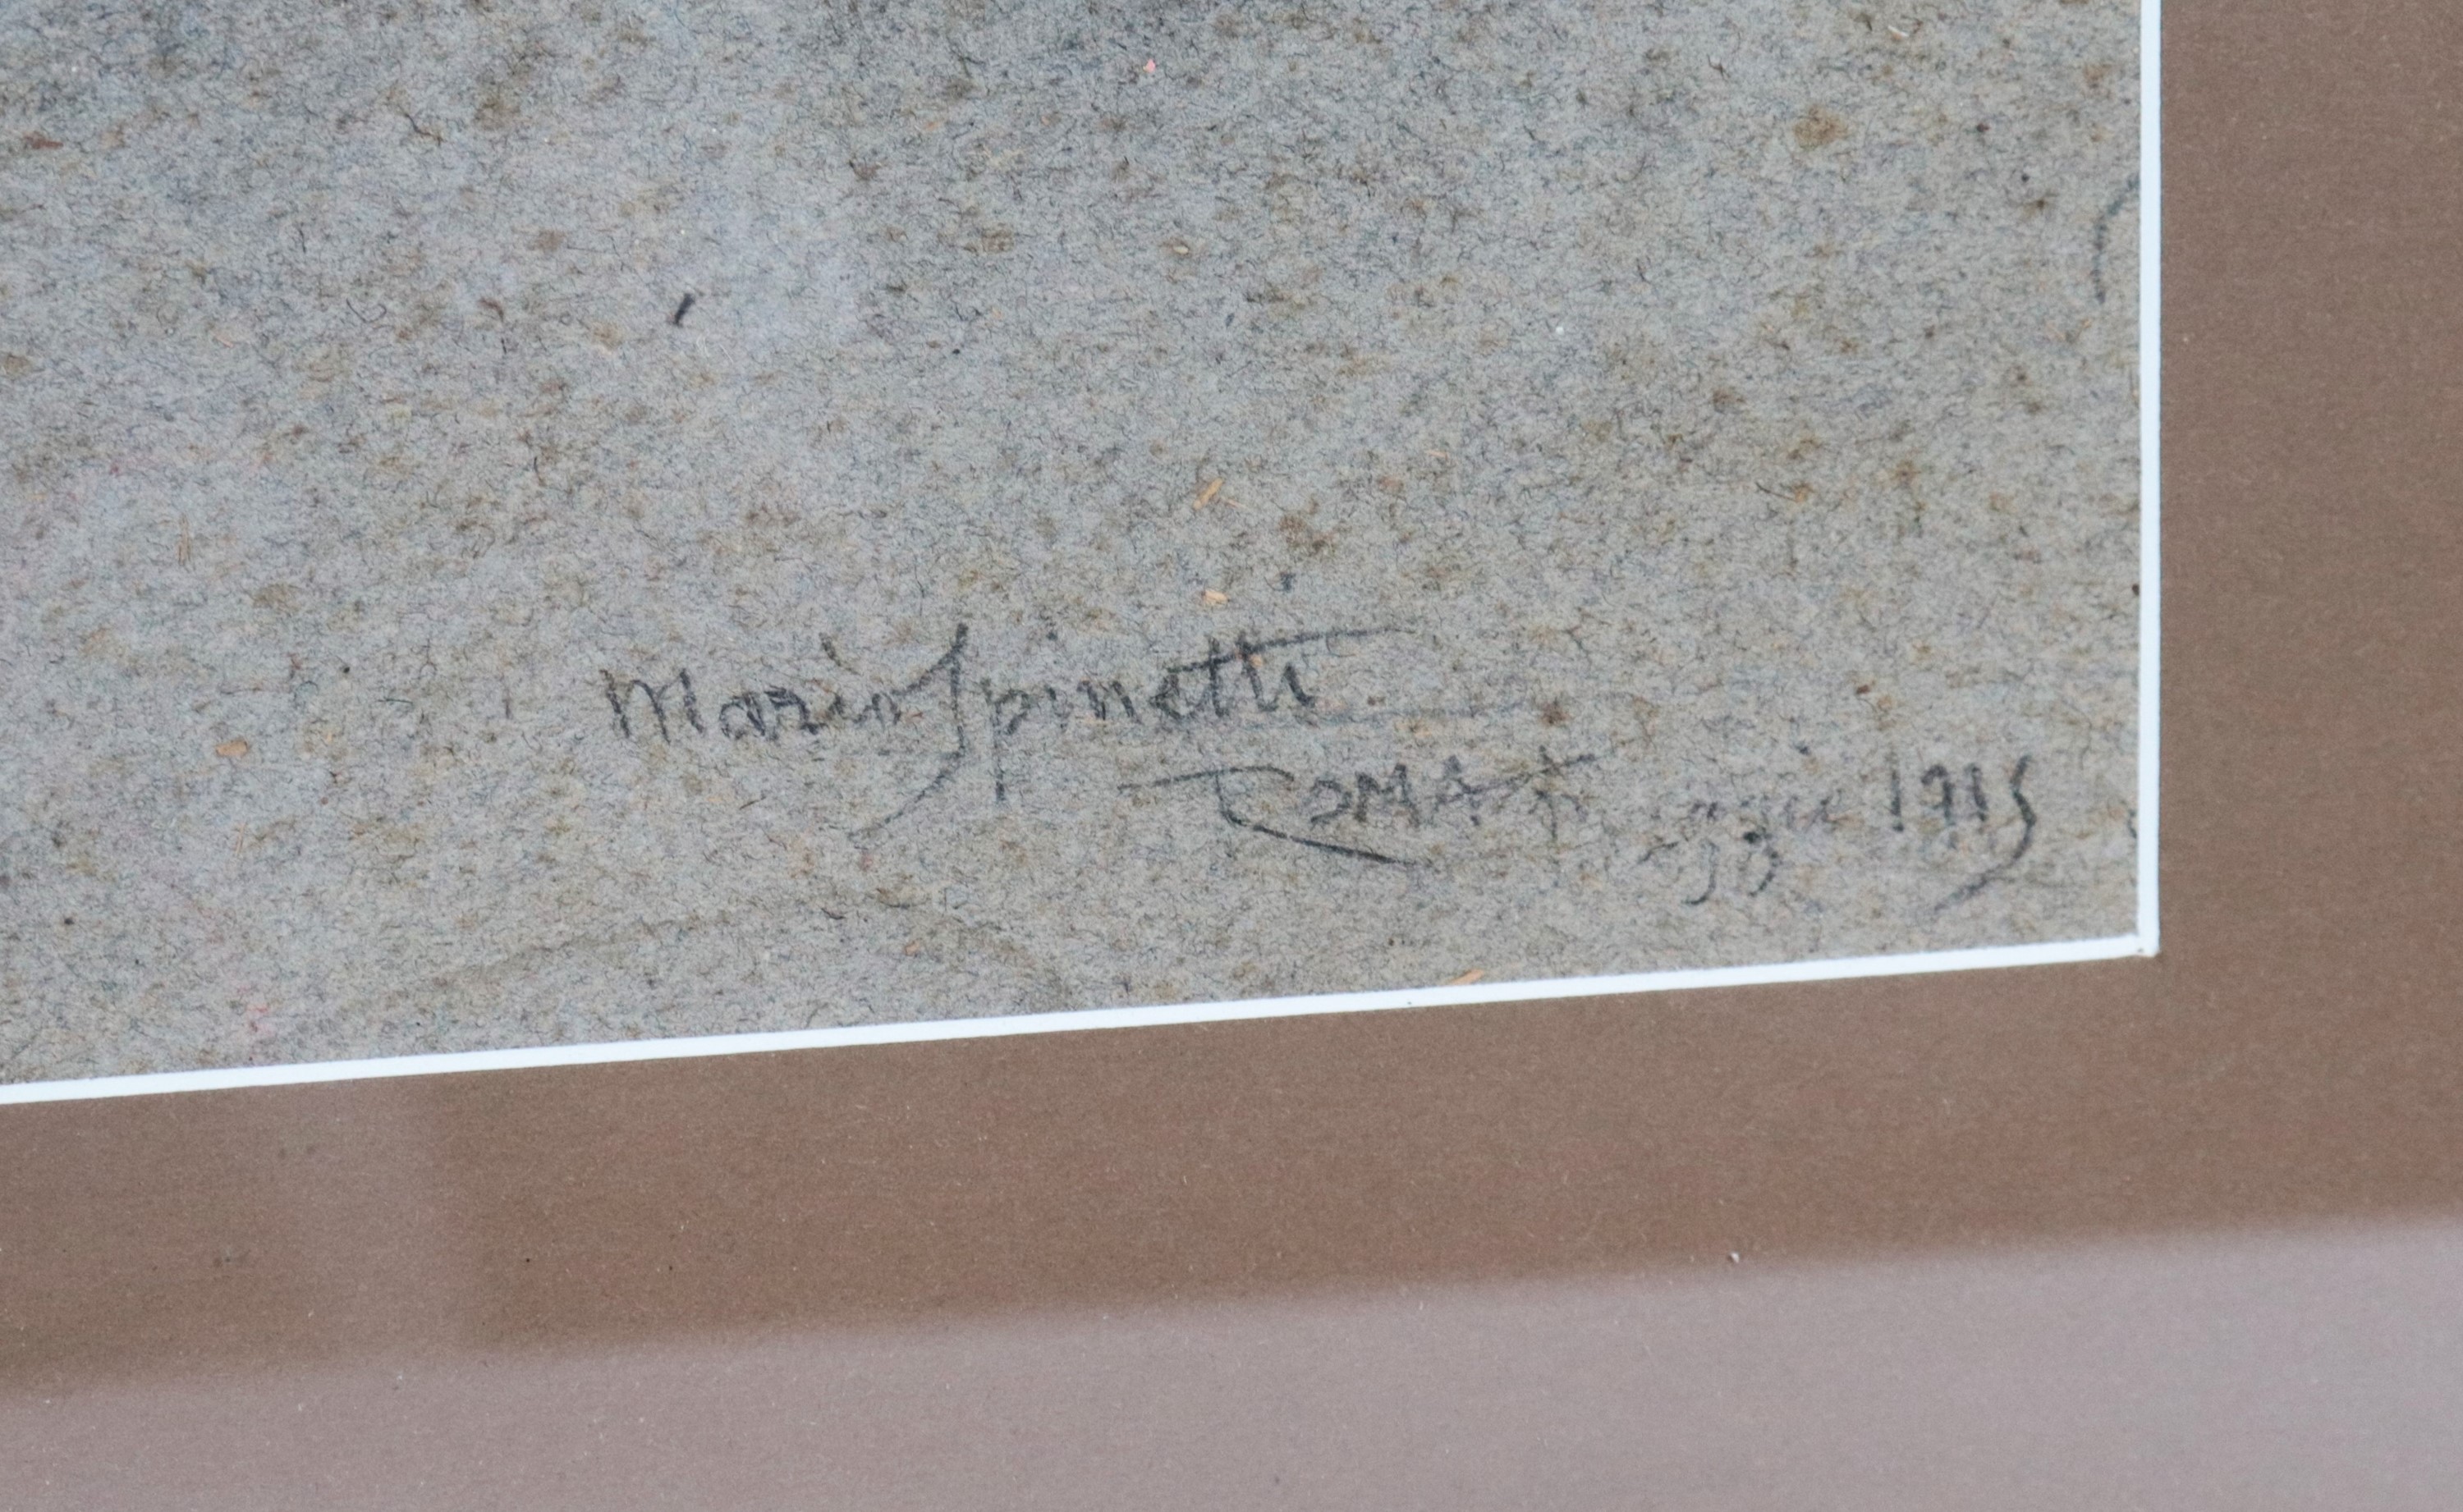 Mario Spinetti
ROMA 1915